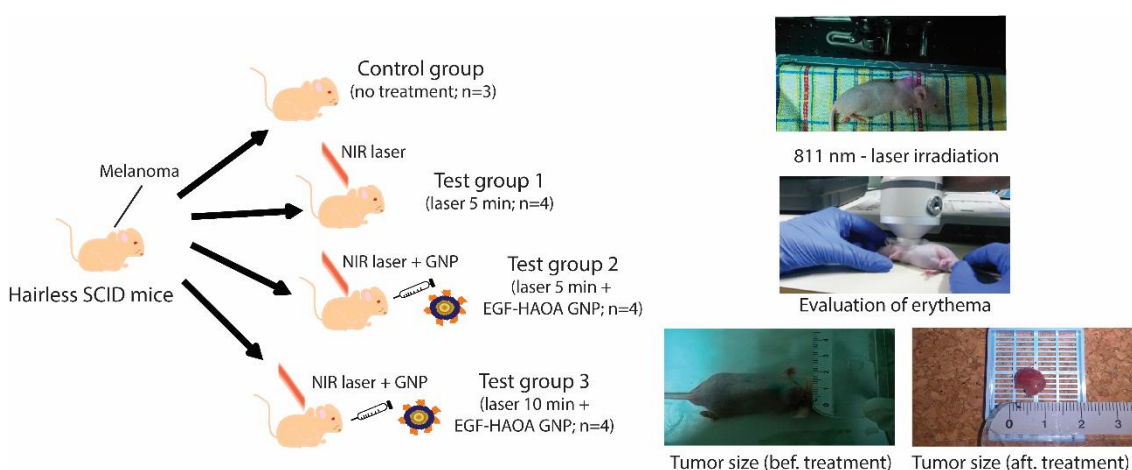 Control group
(no treatment; n=3)
NIR laser
Melanoma
Test group 1
(laser 5 min; n=4)
NIR laser + GNP
Test group 2
(laser 5 min +
EGF-HAOA GNP; n=4)
Hairless SCID mice
NIR laser + GNP
Test group 3
(laser 10 min +
EGF-HAOA GNP; n=4)
811 nm - laser irradiation
Evaluation of erythema
0 1 2 3
Tumor size (bef. treatment)
Tumor size (aft. treatment)